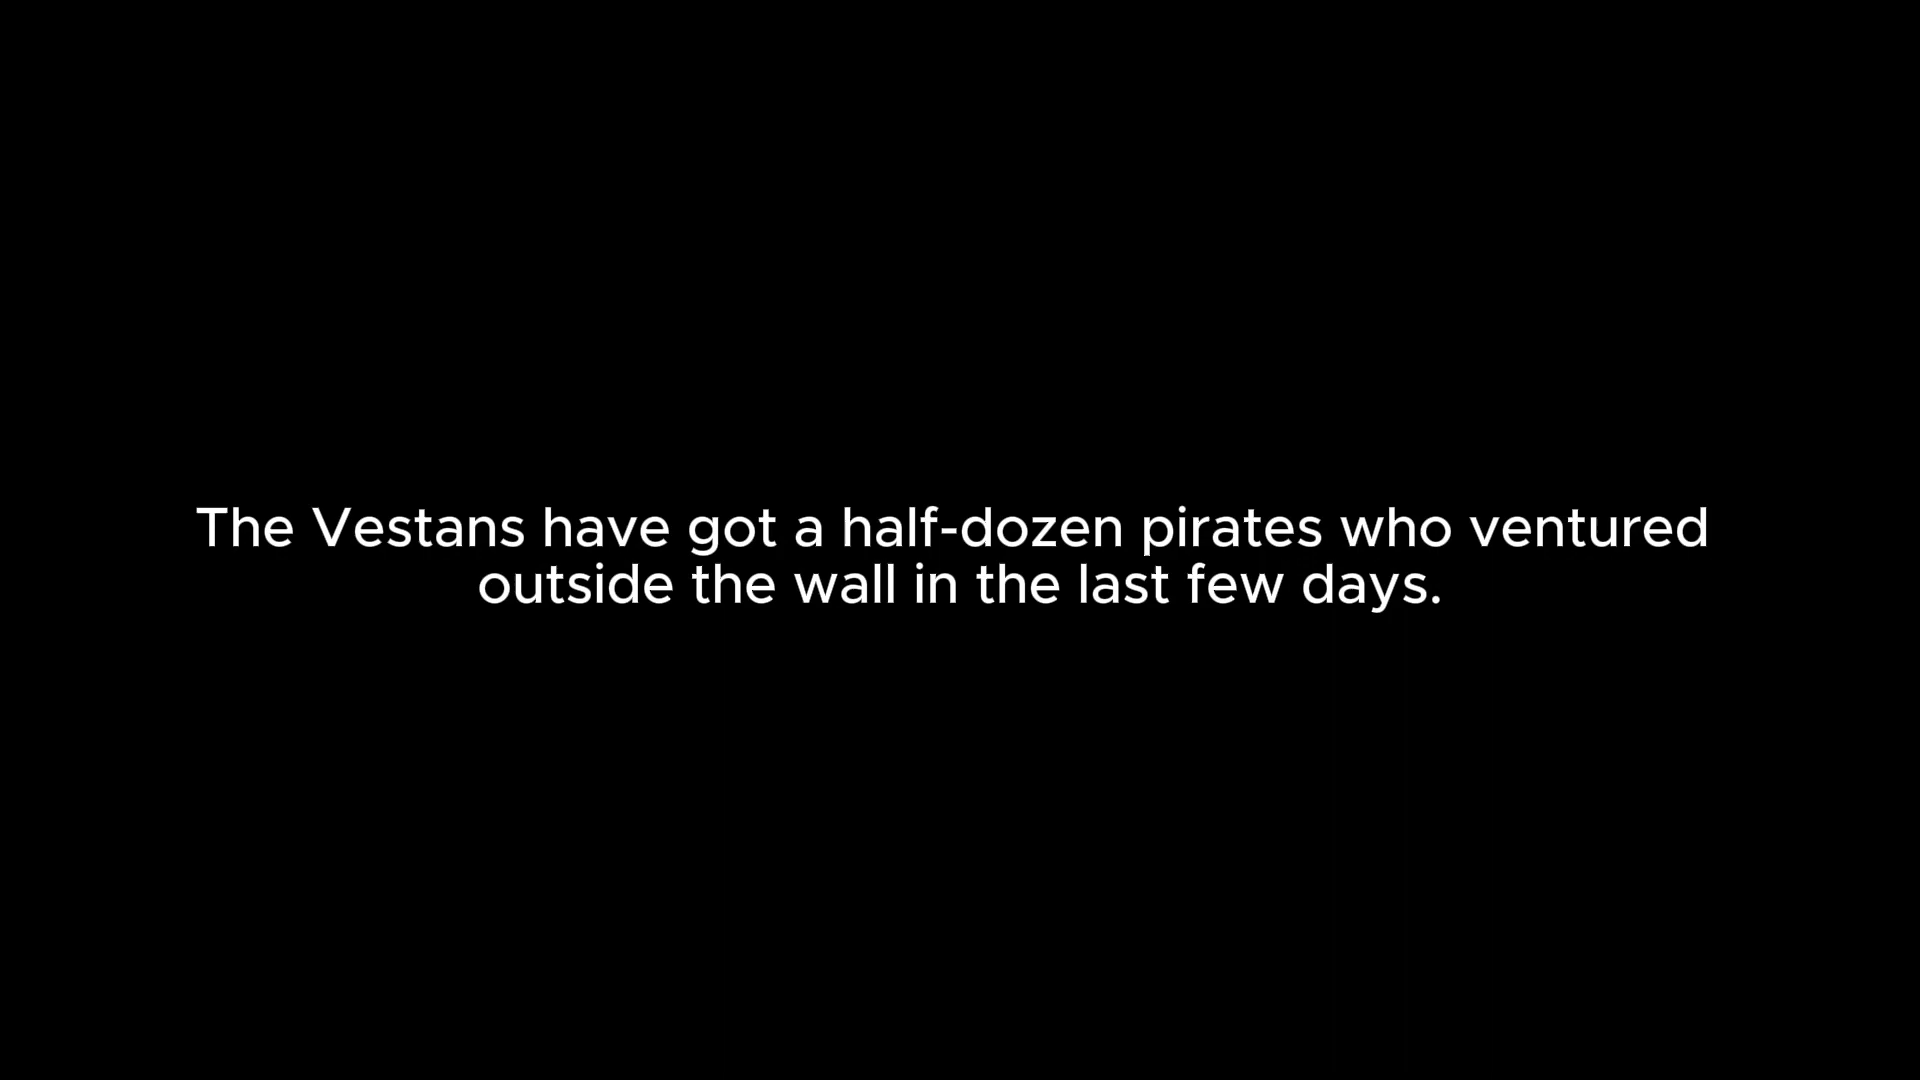 The Vestans have got a half-dozen pirates who ventured
outside the wall in the last few days.